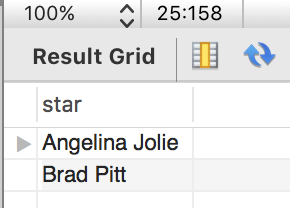 100% 25:158
Result Grid
star
Angelina Jolie
Brad Pitt